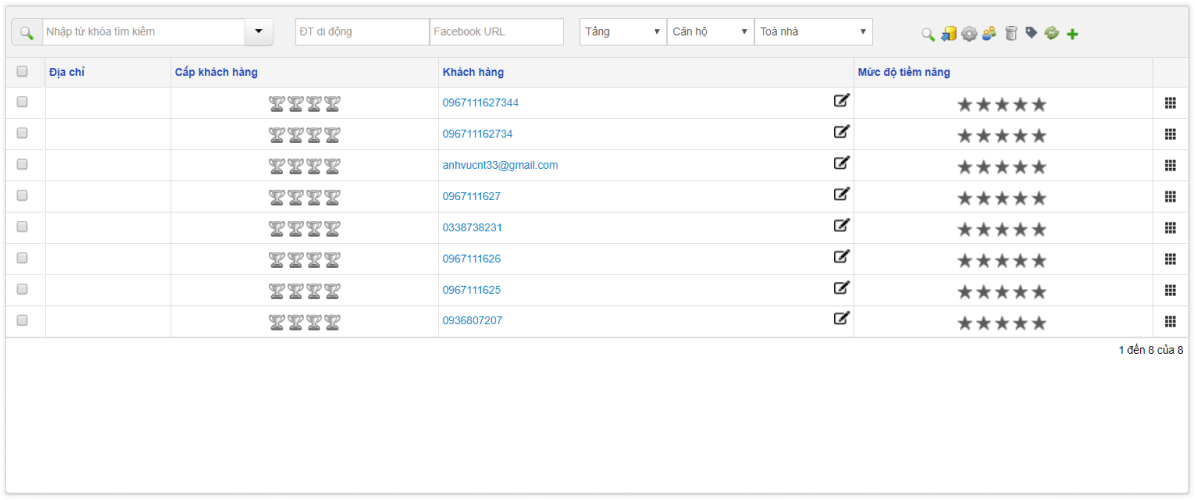 Nhập từ khóa tìm kiếm ĐT di động Facebook URL Tầng Căn hộ Toà nhà
Địa chỉ Cấp khách hàng Khách hàng Mức độ tiềm năng
0967111627344
096711162734
anhvucnt33@gmail.com
0967111627
0338738231
0967111626
0967111625
0936807207
1 đến 8 của 8